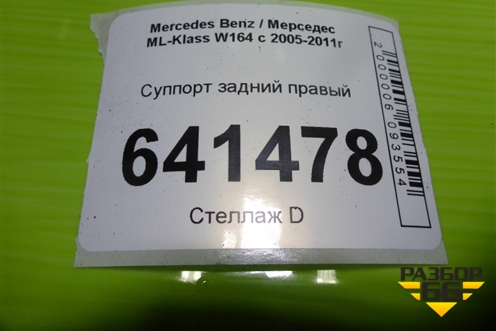 Mercedes Benz / Мерседес
ML-Klass W164 с 2005-2011г
Суппорт задний правый
641478
Стеллаж D
2000006093554
РАЗБОР
66